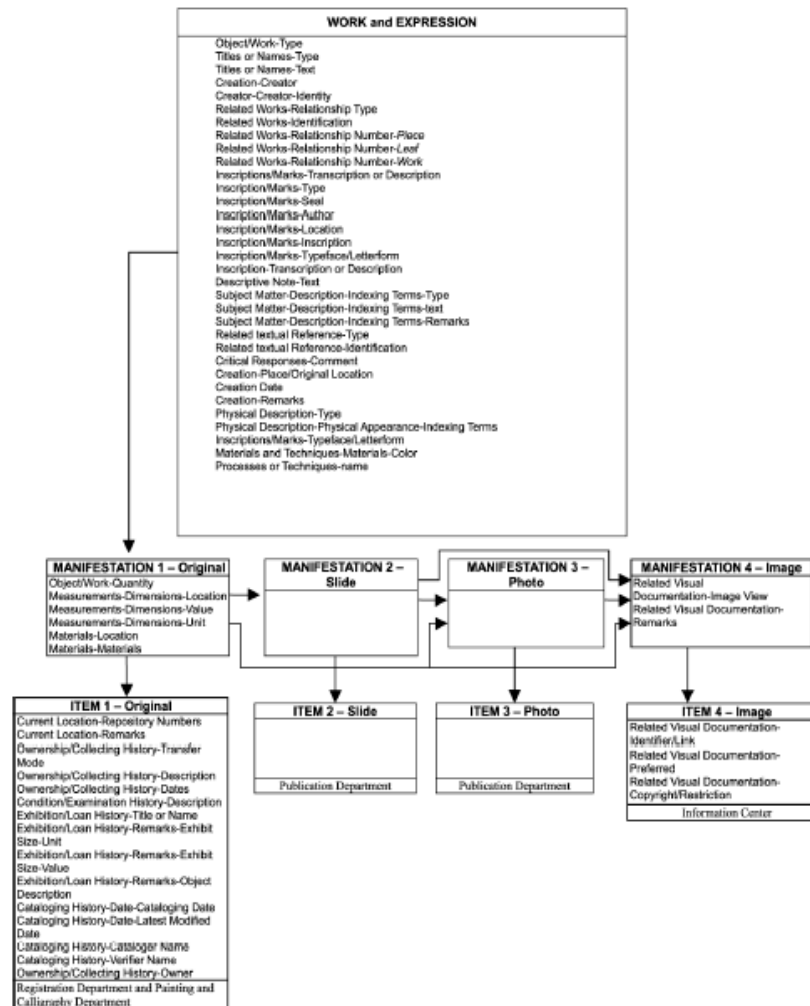 WORK and EXPRESSION
Object/Work-Type
Titles or Names-Type
Titles or Names-Text
Creation-Creator
Creator-Creator-Identity
Related Works-Relationship Type
Related Works-Identification
Related Works-Relationship Number-Piece
Related Works-Relationship Number-Leaf
Related Works-Relationship Number-Work
Inscriptions/Marks-Transcription or Description
Inscription/Marks-Type
Inscription/Marks-Seal
Inscription/Marks-Author
Inscription/Marks-Location
Inscription/Marks-Inscription
Inscription/Marks-Typeface/Letterform
Inscription-Transcription or Description
Descriptive Note-Text
Subject Matter-Description-Indexing Terms-Type
Subject Matter-Description-Indexing Terms-text
Subject Matter-Description-Indexing Terms-Remarks
Related textual Reference-Type
Related textual Reference-Identification
Critical Responses-Comment
Creation-Place/Original Location
Creation Date
Creation-Remarks
Physical Description-Type
Physical Description-Physical Appearance-Indexing Terms
Inscriptions/Marks-Typeface/Letterform
Materials and Techniques-Materials-Color
Processes or Techniques-name
MANIFESTATION 1 – Original
Object/Work-Quantity
Measurements-Dimensions-Location
Measurements-Dimensions-Value
Measurements-Dimensions-Unit
Materials-Location
Materials-Materials
MANIFESTATION 2 –
Slide
MANIFESTATION 3 -
Photo
MANIFESTATION 4 – Image
Related Visual
Documentation-Image View
Related Visual Documentation-
Remarks
ITEM 1 – Original
Current Location-Repository Numbers
Current Location-Remarks
Ownership/Collecting History-Transfer
Mode
Ownership/Collecting History-Description
Ownership/Collecting History-Dates
Condition/Examination History-Description
Exhibition/Loan History-Title or Name
Exhibition/Loan History-Remarks-Exhibit
Size-Unit
Exhibition/Loan History-Remarks-Exhibit
Size-Value
Exhibition/Loan History-Remarks-Object
Description
Cataloging History-Date-Cataloging Date
Cataloging History-Date-Latest Modified
Date
Cataloging History-Cataloger Name
Cataloging History-Verifier Name
Ownership/Collecting History-Owner
Registration Department and Painting and
Calligraphy Department
ITEM 2 – Slide
Publication Department
ITEM 3 – Photo
Publication Department
ITEM 4 – Image
Related Visual Documentation-
Identifier/Link
Related Visual Documentation-
Preferred
Related Visual Documentation-
Copyright/Restriction
Information Center